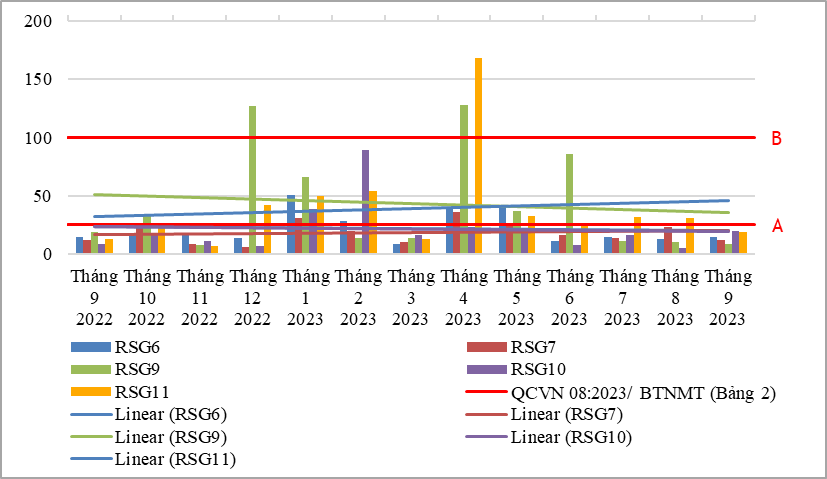 200
150
100
50
0
B
A
Tháng 9 2022
Tháng 10 2022
Tháng 11 2022
Tháng 12 2022
Tháng 1 2023
Tháng 2 2023
Tháng 3 2023
Tháng 4 2023
Tháng 5 2023
Tháng 6 2023
Tháng 7 2023
Tháng 8 2023
Tháng 9 2023
RSG6
RSG7
RSG9
RSG10
RSG11
QCVN 08:2023/ BTNMT (Bảng 2)
Linear (RSG6)
Linear (RSG7)
Linear (RSG9)
Linear (RSG10)
Linear (RSG11)